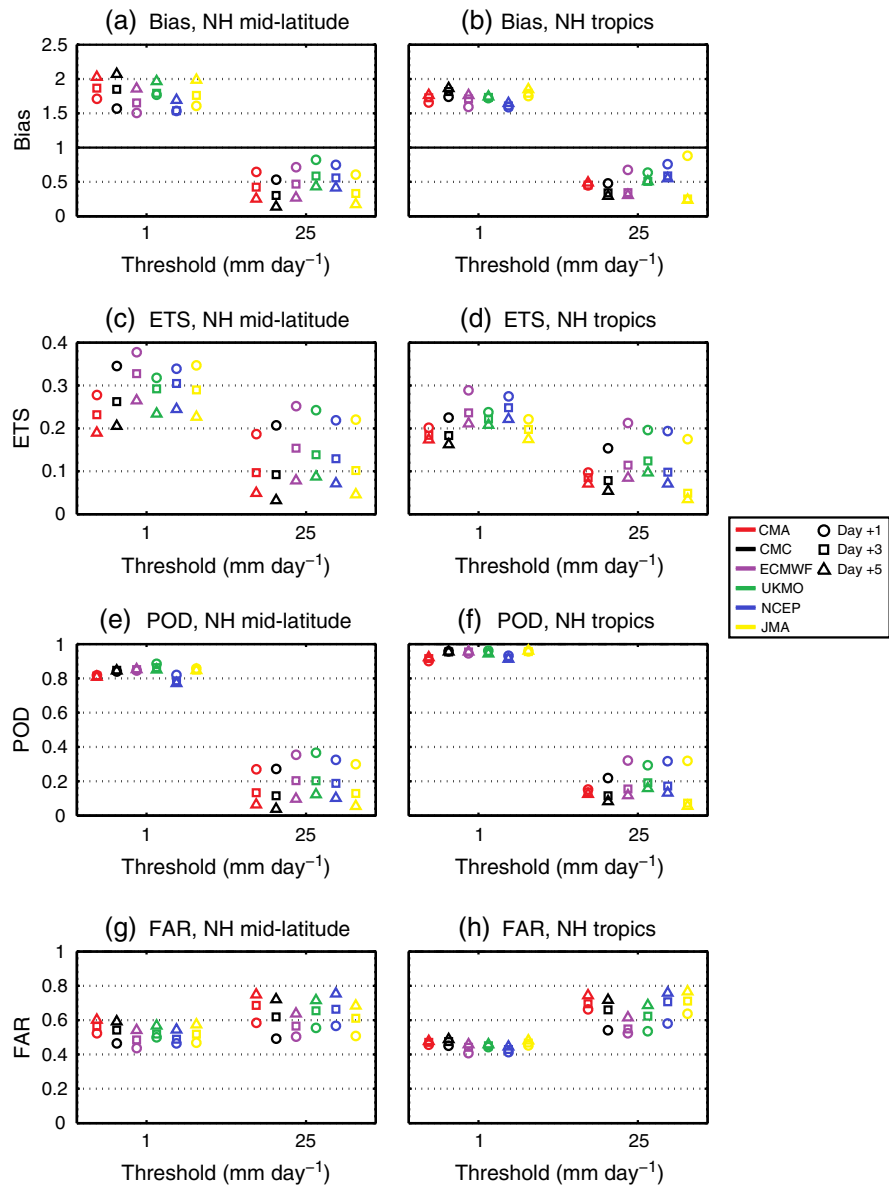 (a) Bias, NH mid-latitude
(b) Bias, NH tropics
2.5
2
1.5
1
0.5
0
Bias
1
25
1
25
Threshold (mm day⁻¹)
Threshold (mm day⁻¹)
(c) ETS, NH mid-latitude
(d) ETS, NH tropics
0.4
0.3
0.2
0.1
0
ETS
1
25
1
25
Threshold (mm day⁻¹)
Threshold (mm day⁻¹)
CMA
Day +1
CMC
Day +3
ECMWF
Day +5
UKMO
NCEP
JMA
(e) POD, NH mid-latitude
(f) POD, NH tropics
1
0.8
0.6
0.4
0.2
0
POD
1
25
1
25
Threshold (mm day⁻¹)
Threshold (mm day⁻¹)
(g) FAR, NH mid-latitude
(h) FAR, NH tropics
1
0.8
0.6
0.4
0.2
0
FAR
1
25
1
25
Threshold (mm day⁻¹)
Threshold (mm day⁻¹)